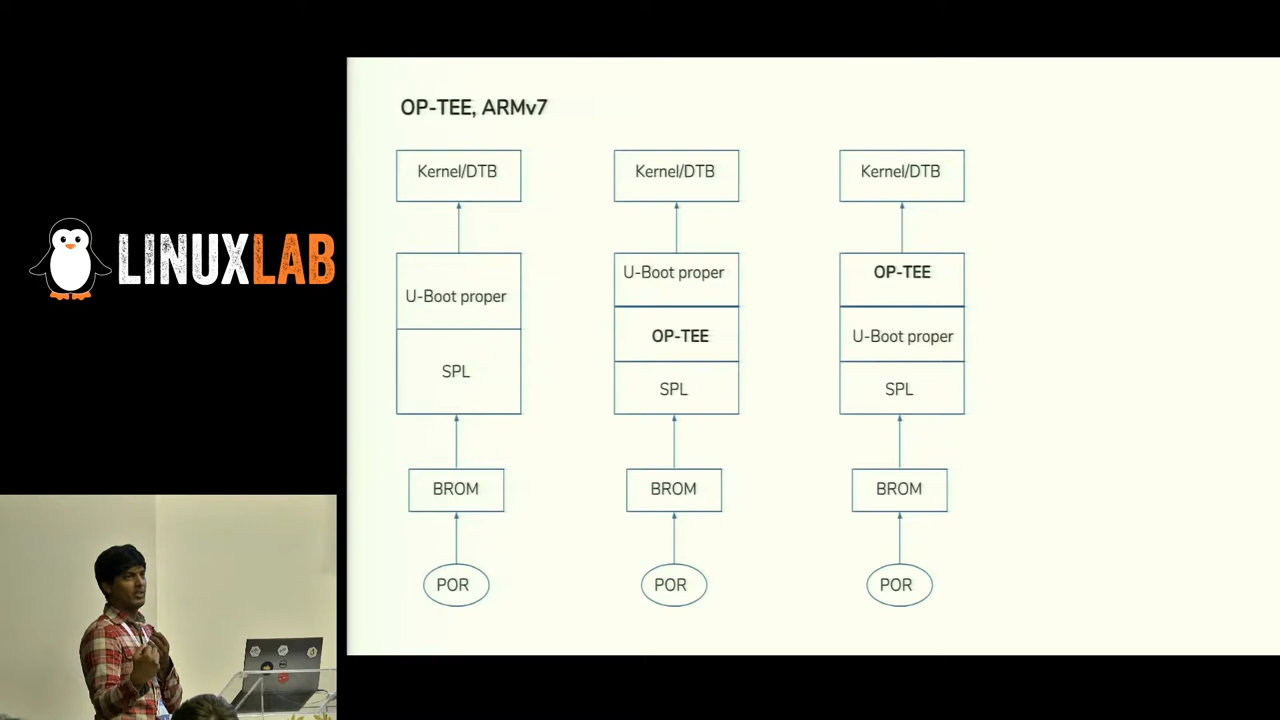 LINUXLAB
OP-TEE, ARMv7
Kernel/DTB
U-Boot proper
SPL
BROM
POR
Kernel/DTB
U-Boot proper
OP-TEE
SPL
BROM
POR
Kernel/DTB
OP-TEE
U-Boot proper
SPL
BROM
POR